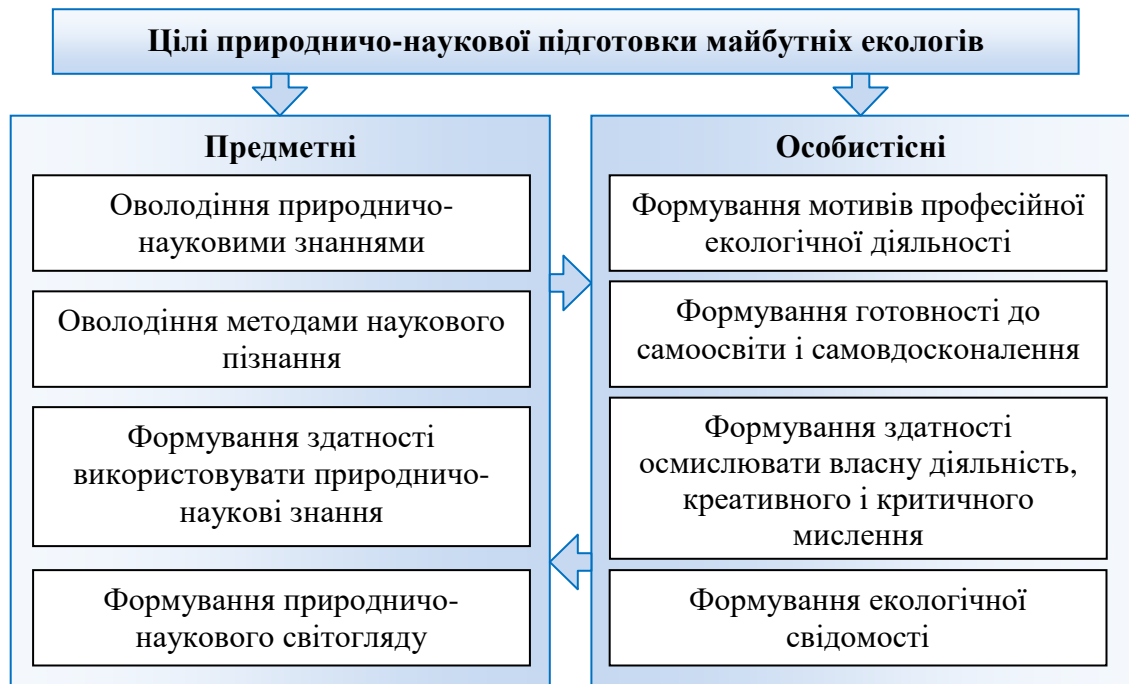 Цілі природничо-наукової підготовки майбутніх екологів
Предметні
Оволодіння природничо-
науковими знаннями
Оволодіння методами наукового
пізнання
Формування здатності
використовувати природничо-
наукові знання
Формування природничо-
наукового світогляду
Особистісні
Формування мотивів професійної
екологічної діяльності
Формування готовності до
самоосвіти і самовдосконалення
Формування здатності
осмислювати власну діяльність,
креативного і критичного
мислення
Формування екологічної
свідомості